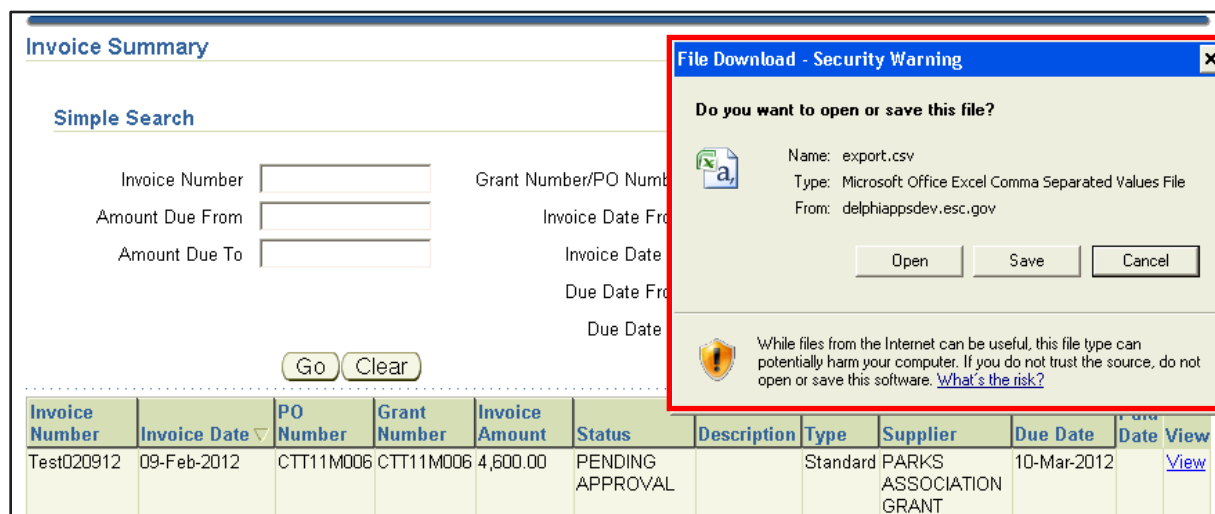 Invoice Summary
Simple Search
Invoice Number
Amount Due From
Amount Due To
Grant Number/PO
Invoice Date
Invoice Date
Due Date
Due Date
Go Clear
File Download - Security Warning
Do you want to open or save this file?
Name: export.csv
Type: Microsoft Office Excel Comma Separated Values File
From: delphiappsdev.esc.gov
Open Save Cancel
While files from the Internet can be useful, this file type can
potentially harm your computer. If you do not trust the source, do not
open or save this software. What's the risk?
Invoice PO Grant Invoice
Number Invoice Date Number Number Amount Status Description Type Supplier Due Date Date View
Test020912 09-Feb-2012 CTT11M006 CTT11M006 4,600.00 PENDING Standard PARKS 10-Mar-2012 View
APPROVAL ASSOCIATION
GRANT